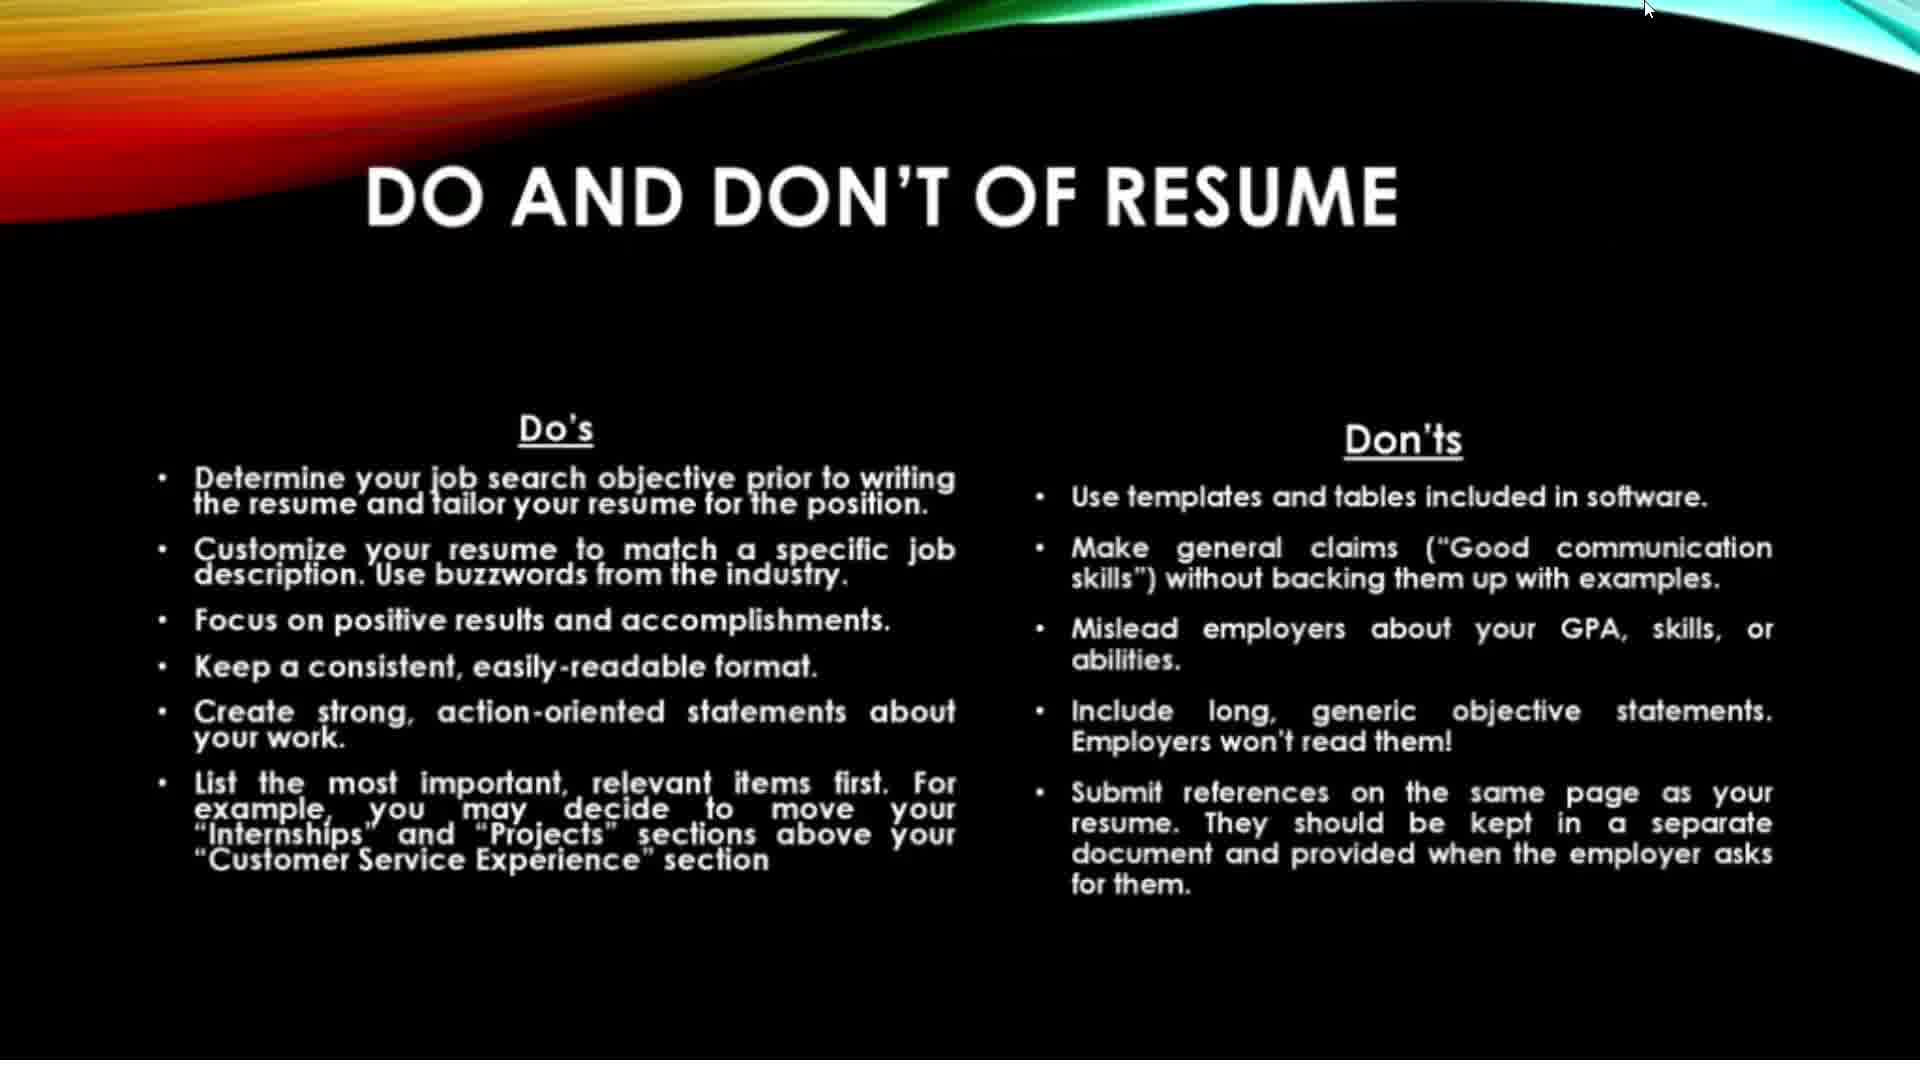 DO AND DON'T OF RESUME
Do's
• Determine your job search objective prior to writing
the resume and tailor your resume for the position.
• Customize your resume to match a specific job
description. Use buzzwords from the industry.
• Focus on positive results and accomplishments.
• Keep a consistent, easily-readable format.
• Create strong, action-oriented statements about
your work.
• List the most important, relevant items first. For
example, you may decide to move your
“Internships” and “Projects” sections above your
“Customer Service Experience” section
Don'ts
• Use templates and tables included in software.
• Make general claims (“Good communication
skills”) without backing them up with examples.
• Mislead employers about your GPA, skills, or
abilities.
• Include long, generic objective statements.
Employers won't read them!
• Submit references on the same page as your
resume. They should be kept in a separate
document and provided when the employer asks
for them.